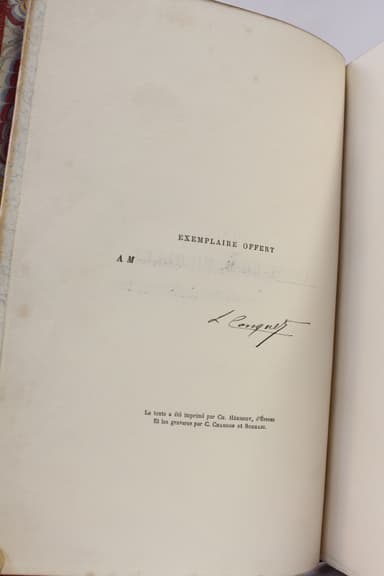 EXEMPLAIRE OFFERT
A M
L Conquet
Le texte a été imprimé par Ch. Hérissey, d'Évreux
Et les gravures par C. Chardon et Sormani.